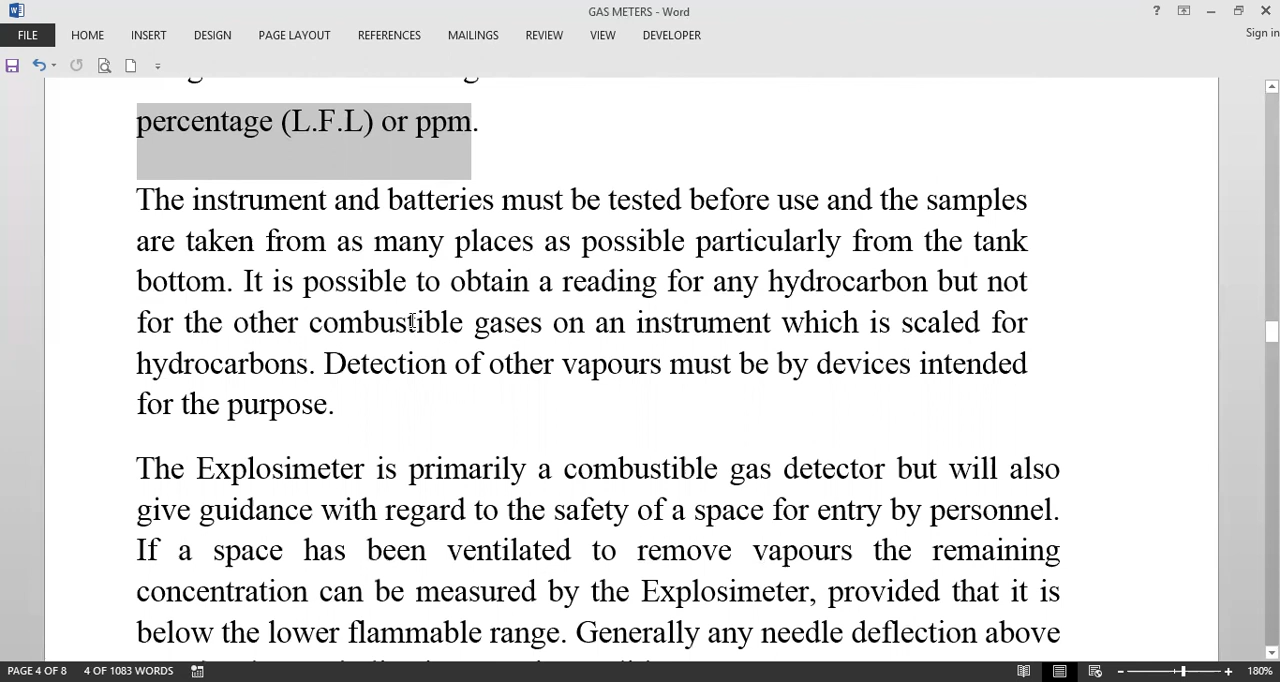 GAS METERS - Word
?
Sign in
FILE HOME INSERT DESIGN PAGE LAYOUT REFERENCES MAILINGS REVIEW VIEW DEVELOPER
percentage (L.F.L) or ppm.
The instrument and batteries must be tested before use and the samples
are taken from as many places as possible particularly from the tank
bottom. It is possible to obtain a reading for any hydrocarbon but not
for the other combustible gases on an instrument which is scaled for
hydrocarbons. Detection of other vapours must be by devices intended
for the purpose.
The Explosimeter is primarily a combustible gas detector but will also
give guidance with regard to the safety of a space for entry by personnel.
If a space has been ventilated to remove vapours the remaining
concentration can be measured by the Explosimeter, provided that it is
below the lower flammable range. Generally any needle deflection above
PAGE 4 OF 8 4 OF 1083 WORDS 180%